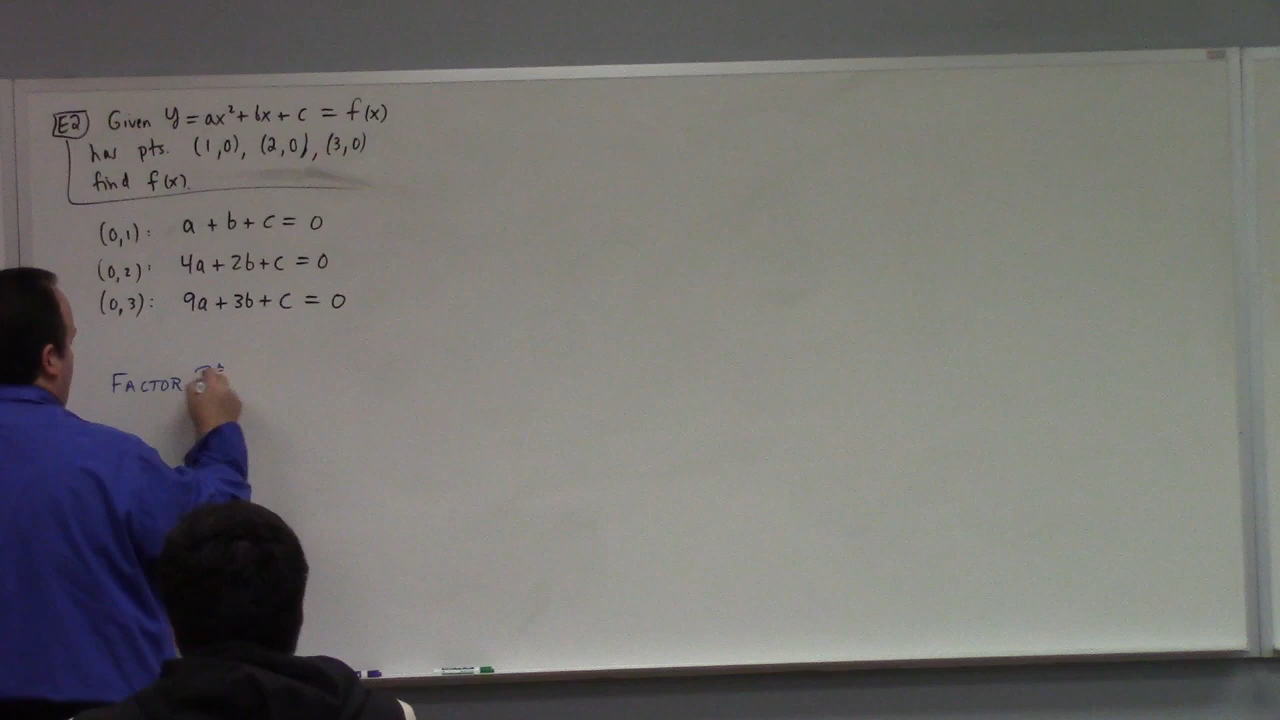 E2 Given y = ax² + bx + c = f(x)
has pts. (1,0), (2,0), (3,0)
find f(x).
(0,1): a + b + c = 0
(0,2): 4a + 2b + c = 0
(0,3): 9a + 3b + c = 0
FACTOR